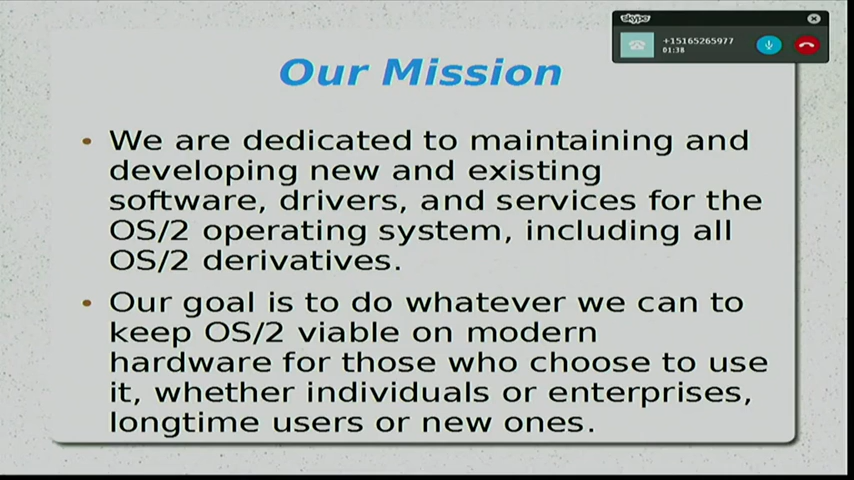 skype
+15165265977
01:38
Our Mission
• We are dedicated to maintaining and
developing new and existing
software, drivers, and services for the
OS/2 operating system, including all
OS/2 derivatives.
• Our goal is to do whatever we can to
keep OS/2 viable on modern
hardware for those who choose to use
it, whether individuals or enterprises,
longtime users or new ones.